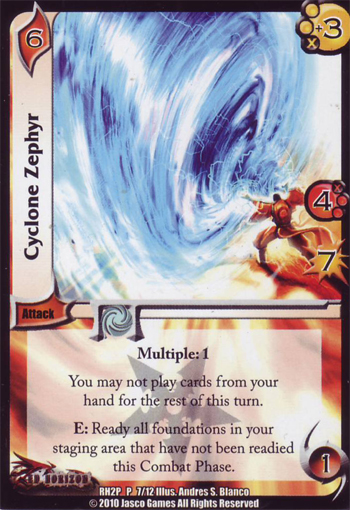 6
+3
Cyclone Zephyr
4
7
Attack
Multiple: 1
You may not play cards from your
hand for the rest of this turn.
E: Ready all foundations in your
staging area that have not been readied
this Combat Phase.
1
HORIZON
RH2P_P 7/12 Illus. Andres S. Blanco
© 2010 Jasco Games All Rights Reserved